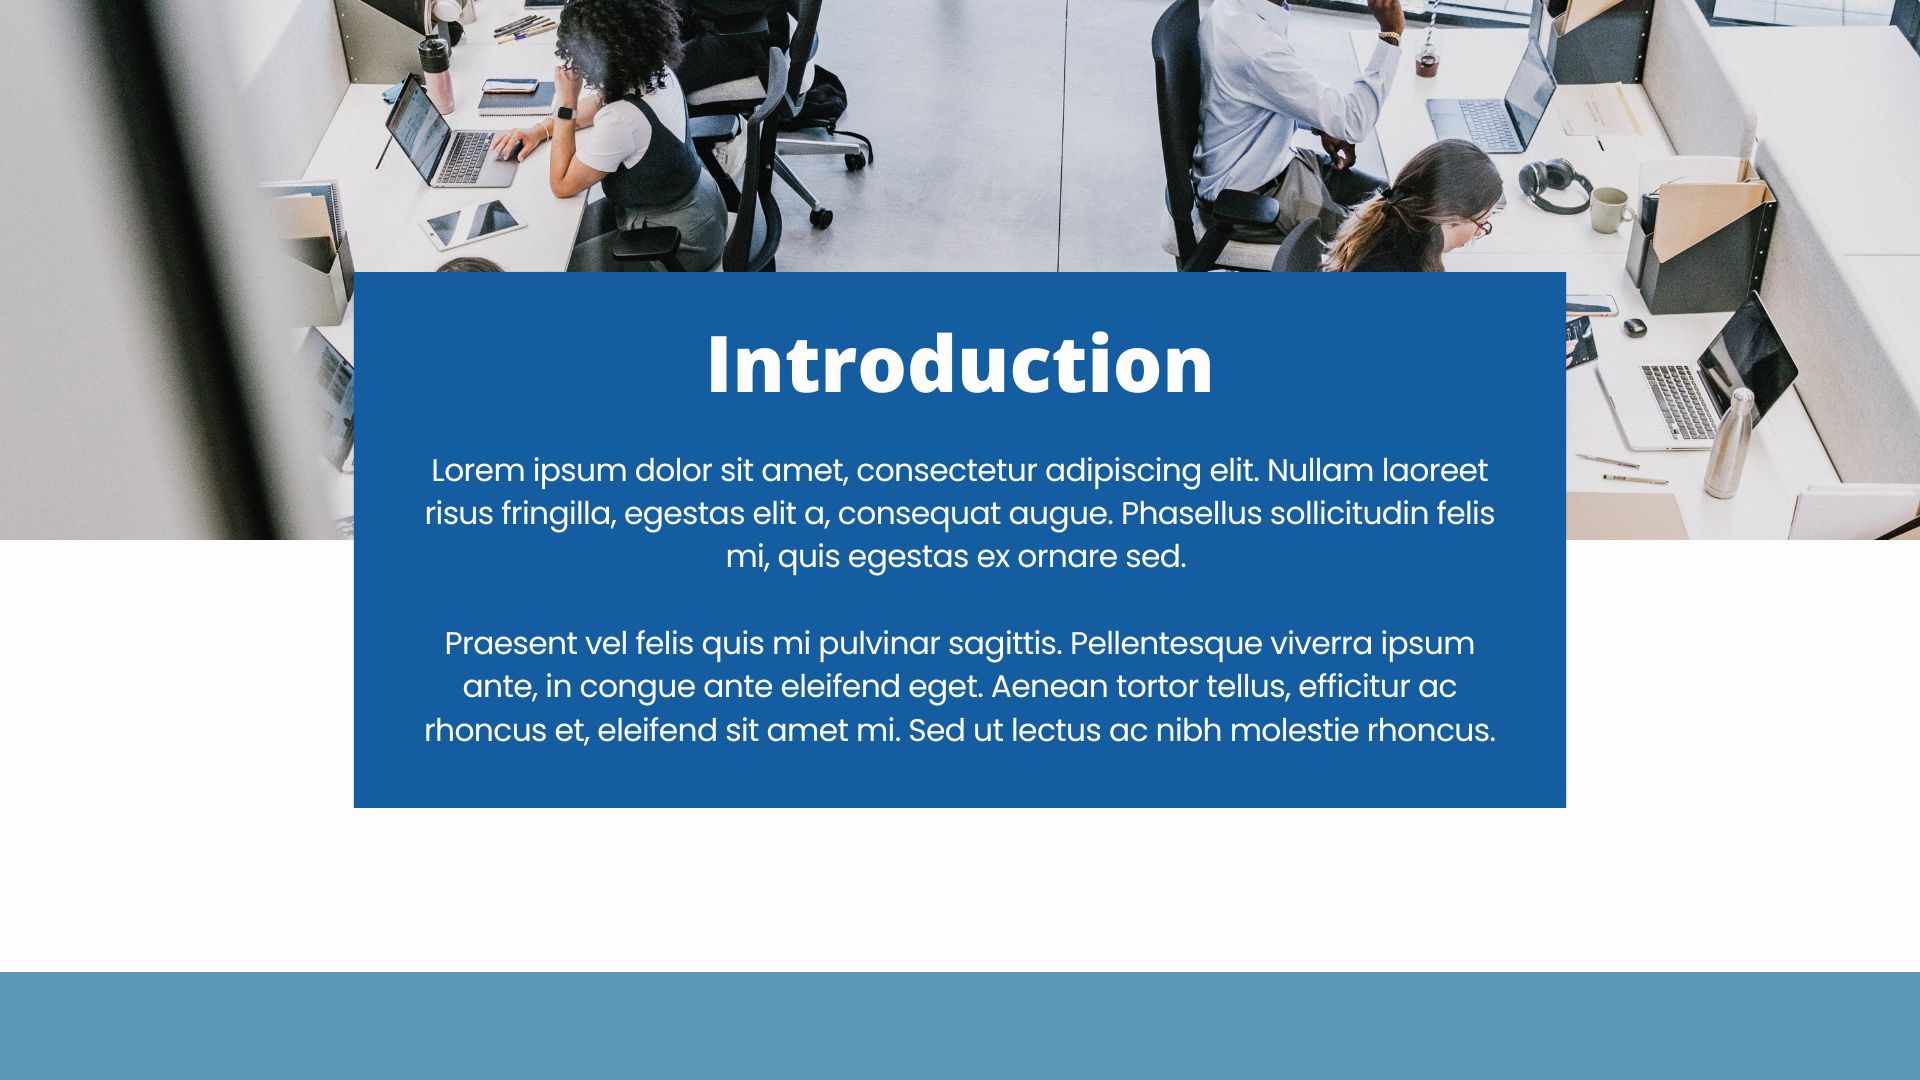 Introduction
Lorem ipsum dolor sit amet, consectetur adipiscing elit. Nullam laoreet
risus fringilla, egestas elit a, consequat augue. Phasellus sollicitudin felis
mi, quis egestas ex ornare sed.
Praesent vel felis quis mi pulvinar sagittis. Pellentesque viverra ipsum
ante, in congue ante eleifend eget. Aenean tortor tellus, efficitur ac
rhoncus et, eleifend sit amet mi. Sed ut lectus ac nibh molestie rhoncus.